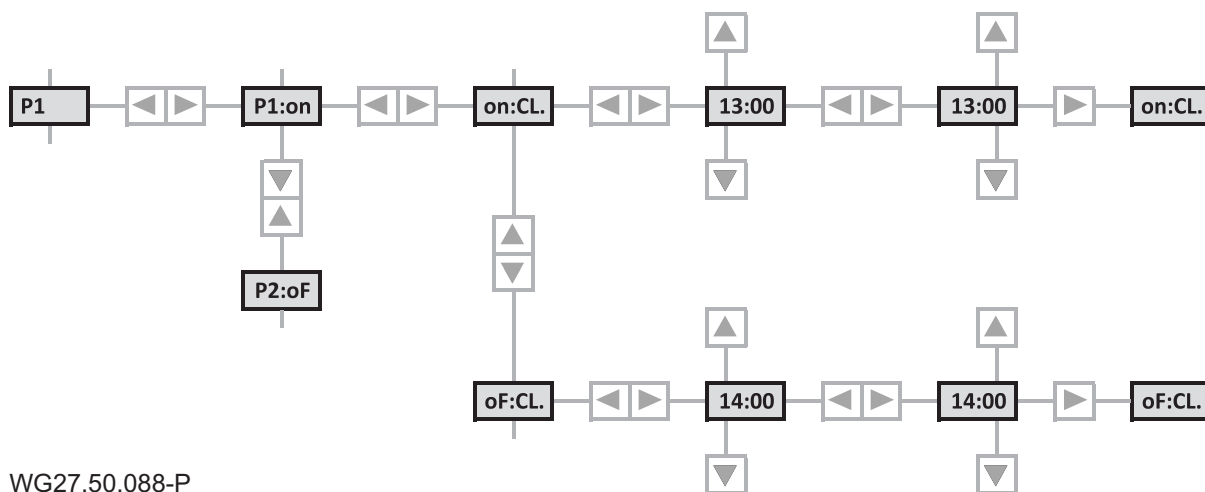 P1 P1:on on:CL. 13:00 13:00 on:CL.
P2:oF
oF:CL. 14:00 14:00 oF:CL.
WG27.50.088-P